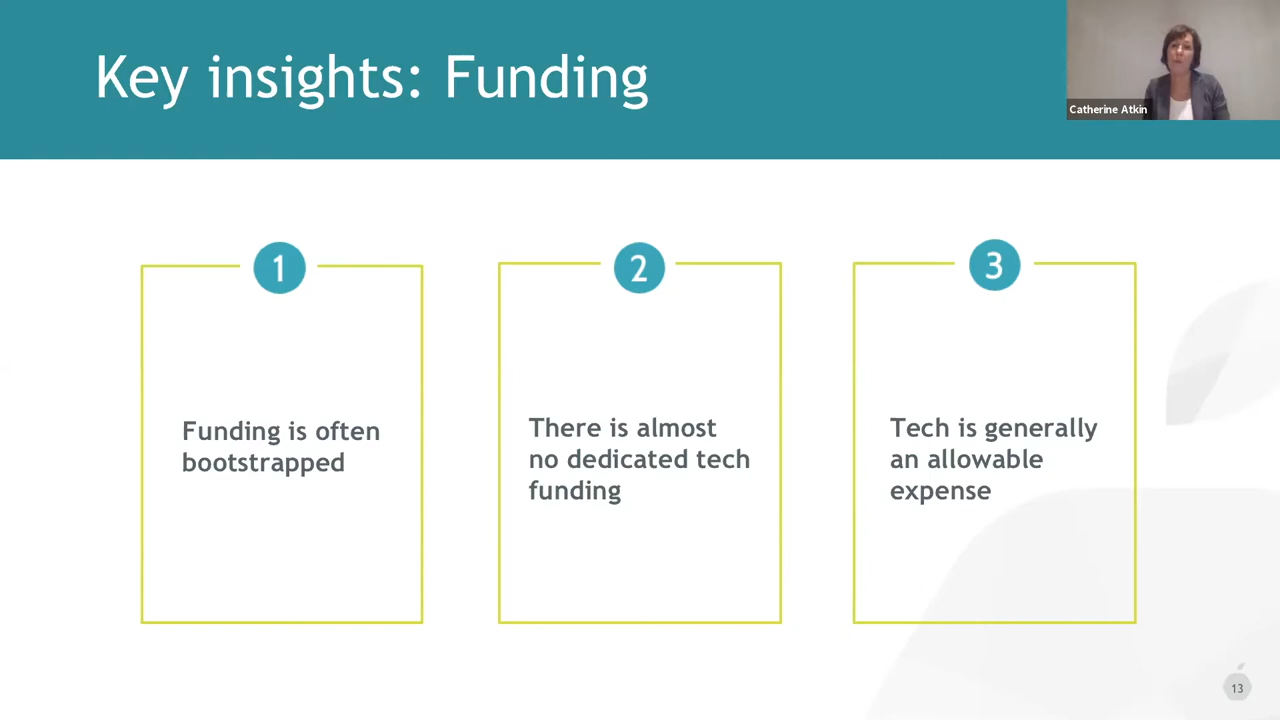 Key insights: Funding
Catherine Atkin
1
2
3
Funding is often
bootstrapped
There is almost
no dedicated tech
funding
Tech is generally
an allowable
expense
13